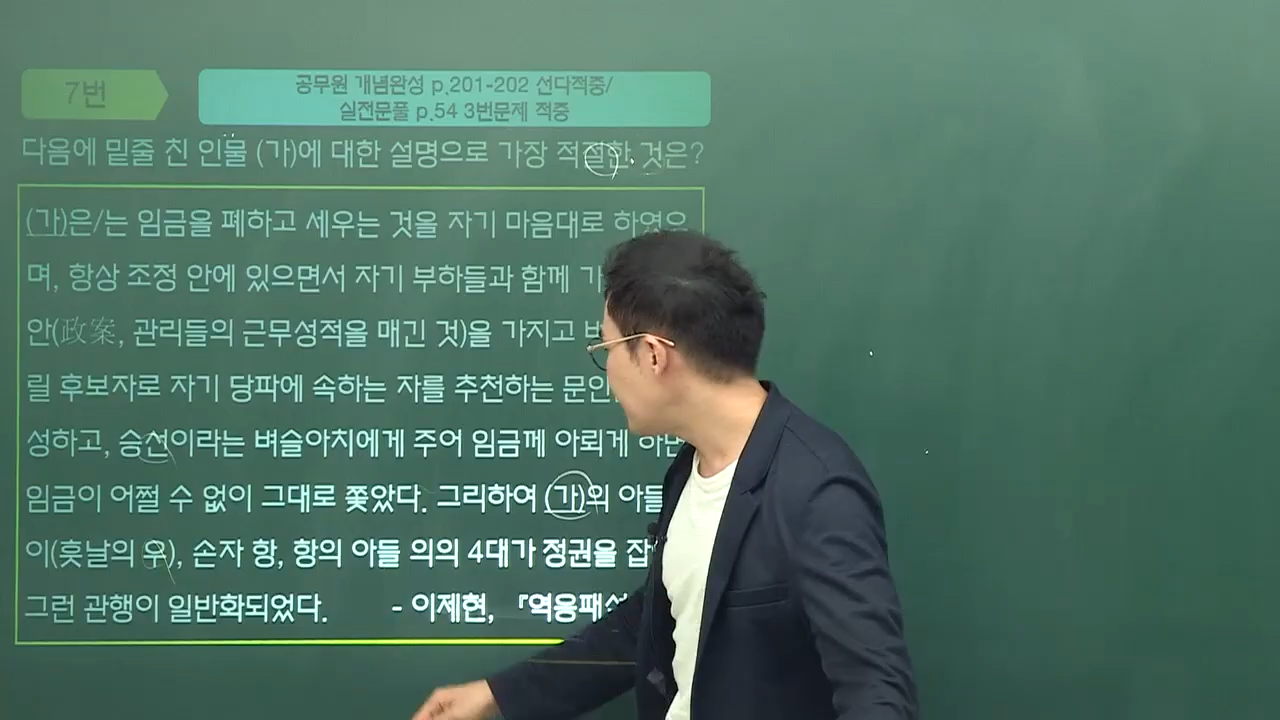 7번
공무원 개념완성 p.201-202 선다적중/
실전문풀 p.54 3번문제 적중
다음에 밑줄 친 인물 (가)에 대한 설명으로 가장 적절한 것은?
(가)은/는 임금을 폐하고 세우는 것을 자기 마음대로 하였으
며, 항상 조정 안에 있으면서 자기 부하들과 함께
안(政案, 관리들의 근무성적을 매긴 것)을 가지고
릴 후보자로 자기 당파에 속하는 자를 추천하는
성하고, 승선이라는 벼슬아치에게 주어 임금께 아뢰게 하면
임금이 어쩔 수 없이 그대로 쫓았다. 그리하여 (가)의 아들
이(훗날의 우), 손자 항, 항의 아들 의의 4대가 정권을
그런 관행이 일반화되었다. - 이제현, 『역옹패설